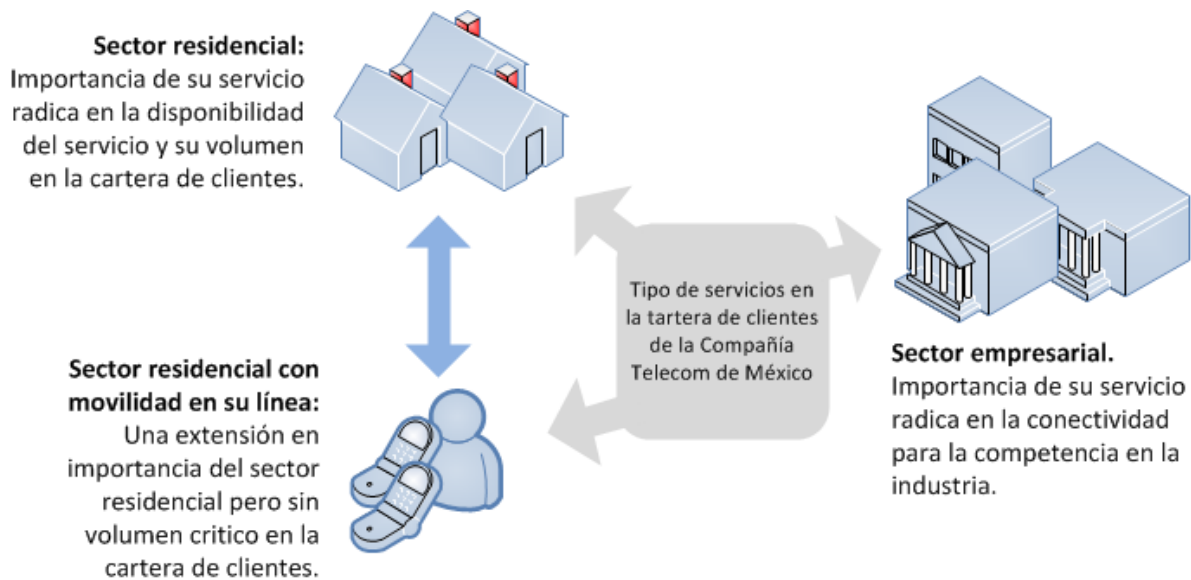 Sector residencial:
Importancia de su servicio
radica en la disponibilidad
del servicio y su volumen
en la cartera de clientes.
Tipo de servicios en
la tartera de clientes
de la Compañía
Telecom de México
Sector empresarial.
Importancia de su servicio
radica en la conectividad
para la competencia en la
industria.
Sector residencial con
movilidad en su línea:
Una extensión en
importancia del sector
residencial pero sin
volumen critico en la
cartera de clientes.